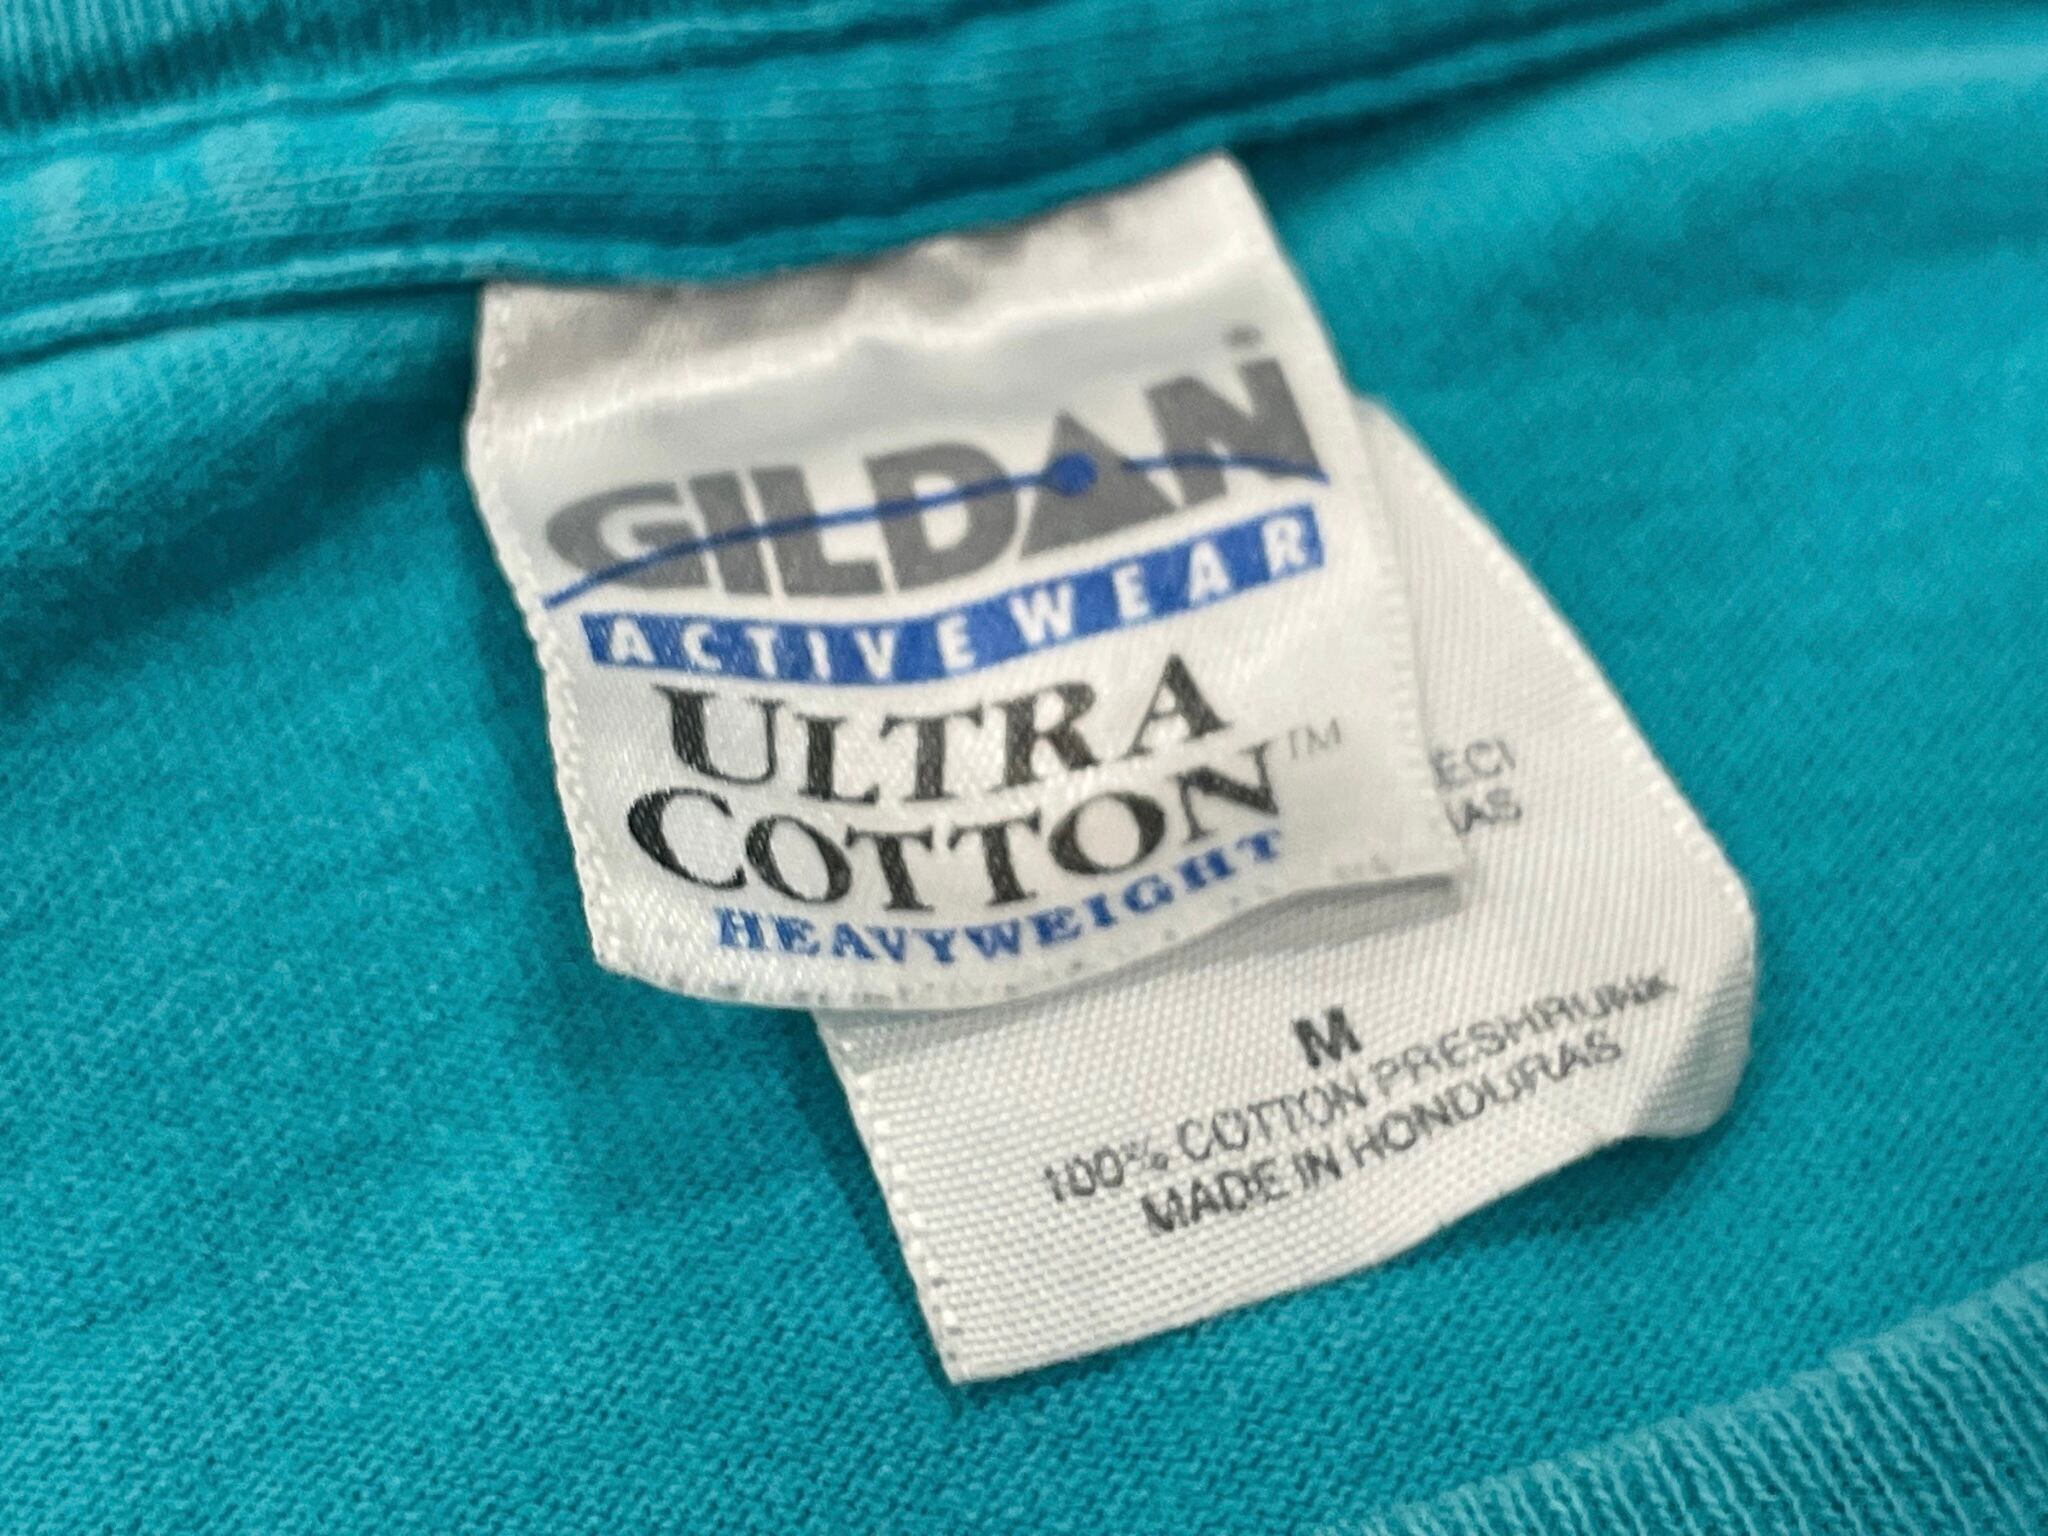 GILDAN®
ACTIVEWEAR
ULTRA
COTTON™
HEAVYWEIGHT
M
100% COTTON PRESHRUNK
MADE IN HONDURAS